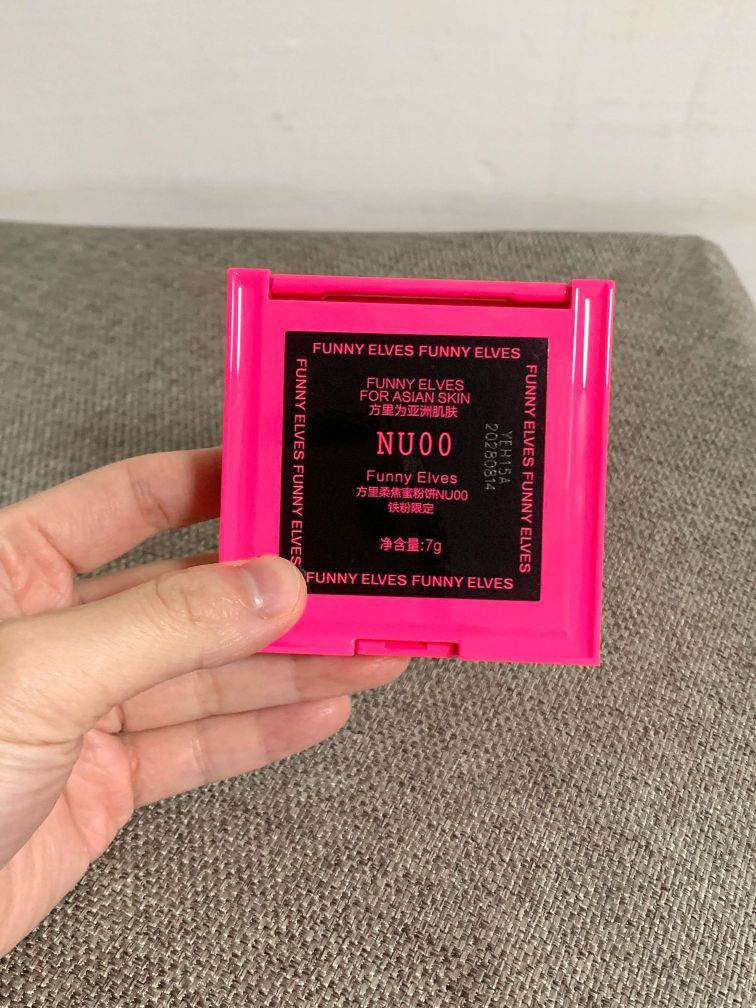 FUNNY ELVES FUNNY ELVES
FUNNY ELVES FUNNY ELVES
FUNNY ELVES
FOR ASIAN SKIN
方里为亚洲肌肤
NU00
Funny Elves
方里柔焦蜜粉饼NU00
铁粉限定
净含量:7g
YEH15A
20280814
FUNNY ELVES FUNNY ELVES
FUNNY ELVES FUNNY ELVES